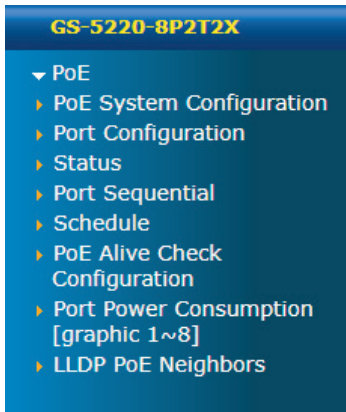 GS-5220-8P2T2X
PoE
PoE System Configuration
Port Configuration
Status
Port Sequential
Schedule
PoE Alive Check
Configuration
Port Power Consumption
[graphic 1~8]
LLDP PoE Neighbors